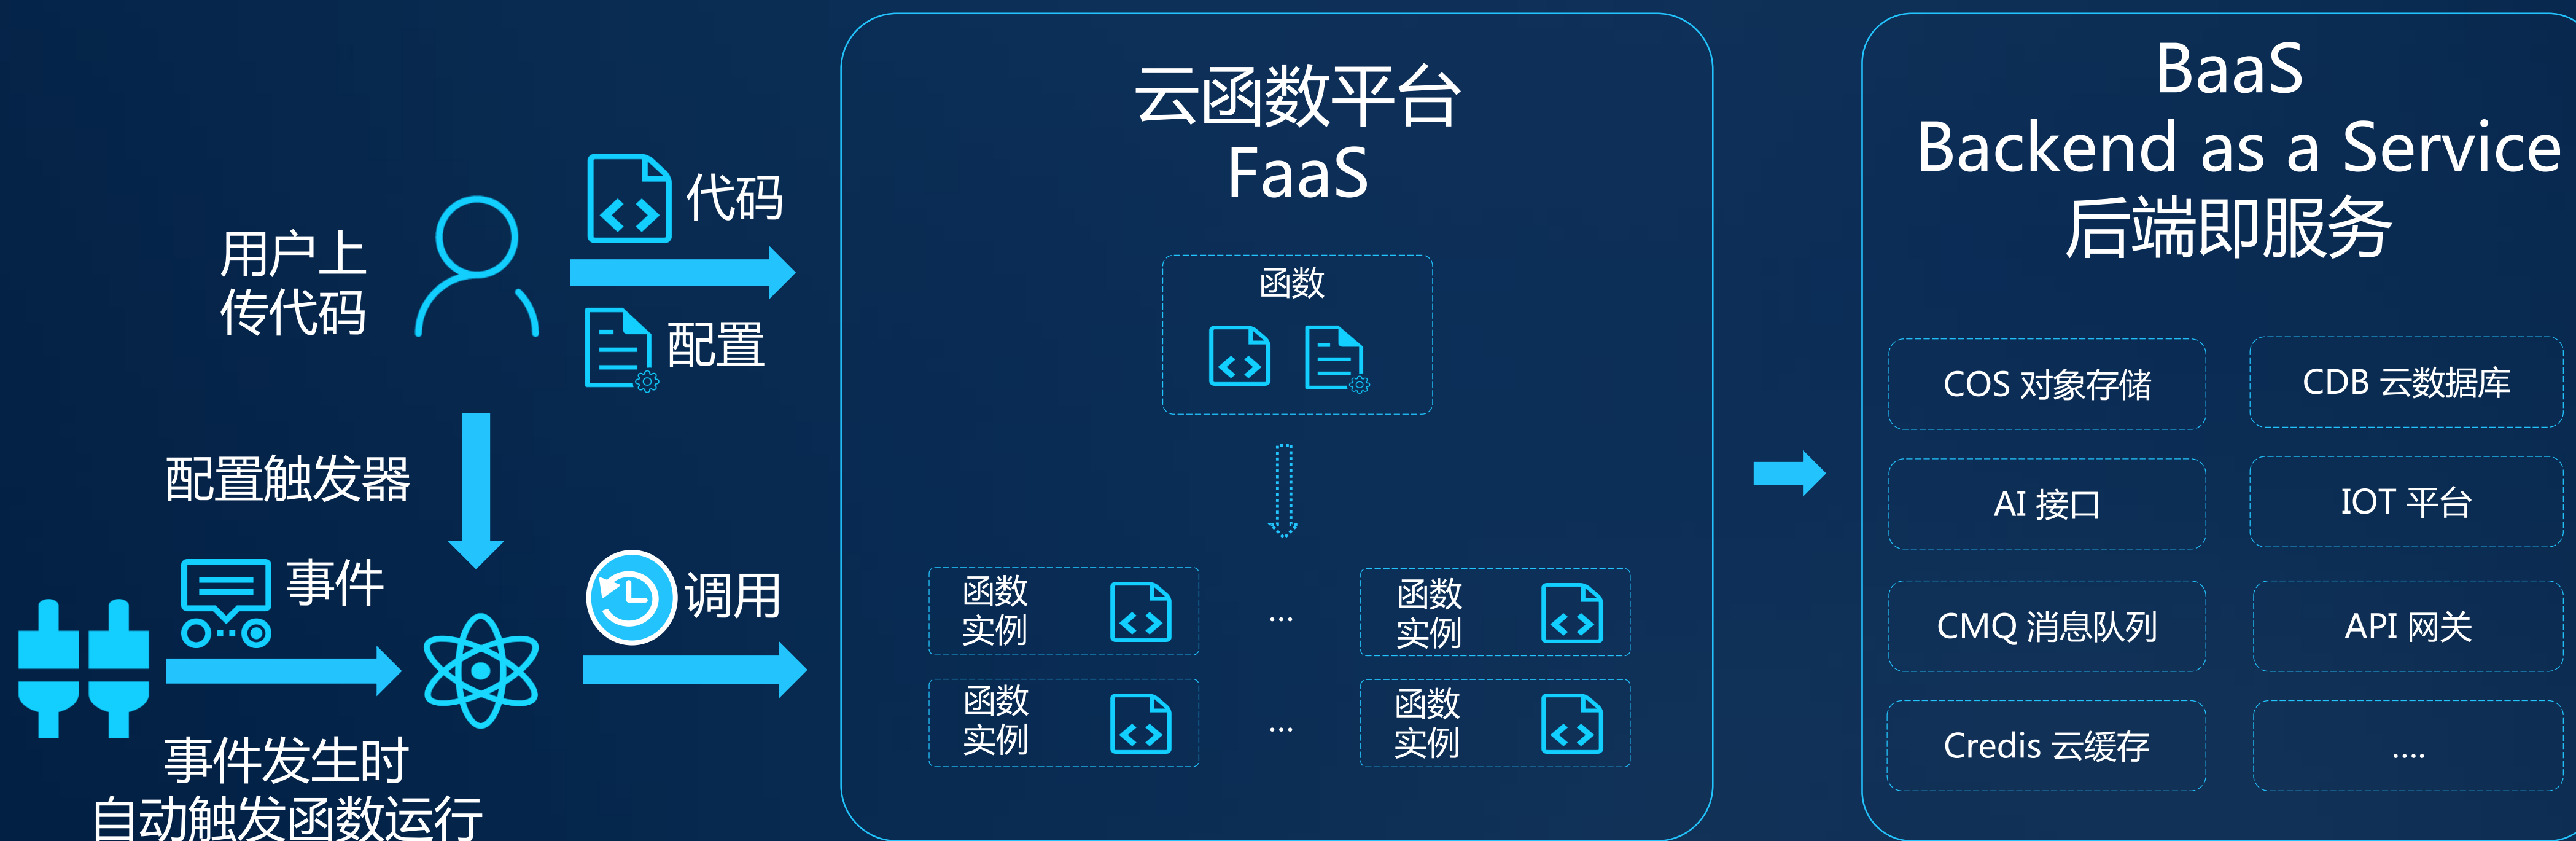 用户上
传代码
代码
配置
配置触发器
事件
调用
事件发生时
自动触发函数运行
云函数平台
FaaS
函数
函数
实例
...
函数
实例
函数
实例
...
函数
实例
BaaS
Backend as a Service
后端即服务
COS 对象存储
CDB 云数据库
AI 接口
IOT 平台
CMQ 消息队列
API 网关
Credis 云缓存
....